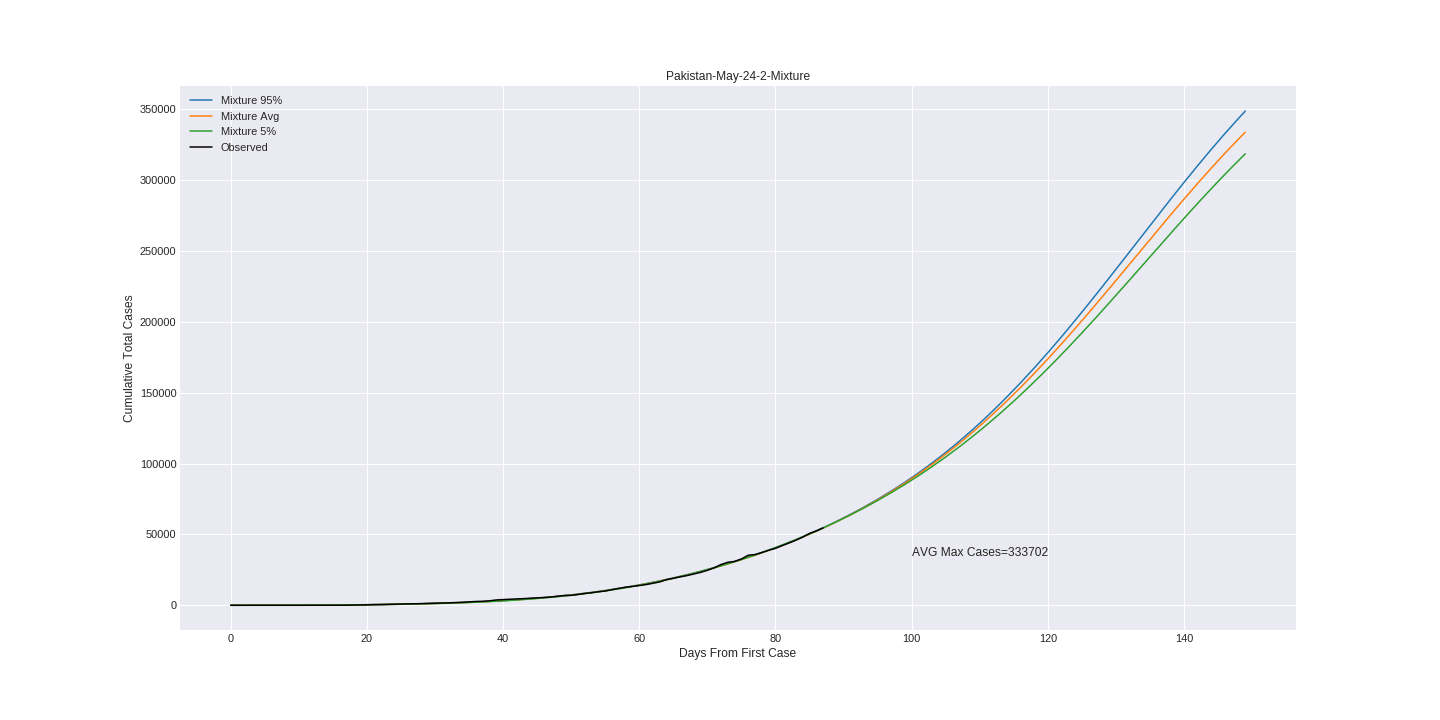 Pakistan-May-24-2-Mixture
Mixture 95%
Mixture Avg
Mixture 5%
Observed
350000
300000
250000
200000
150000
100000
50000
0
Cumulative Total Cases
AVG Max Cases=333702
0 20 40 60 80 100 120 140
Days From First Case